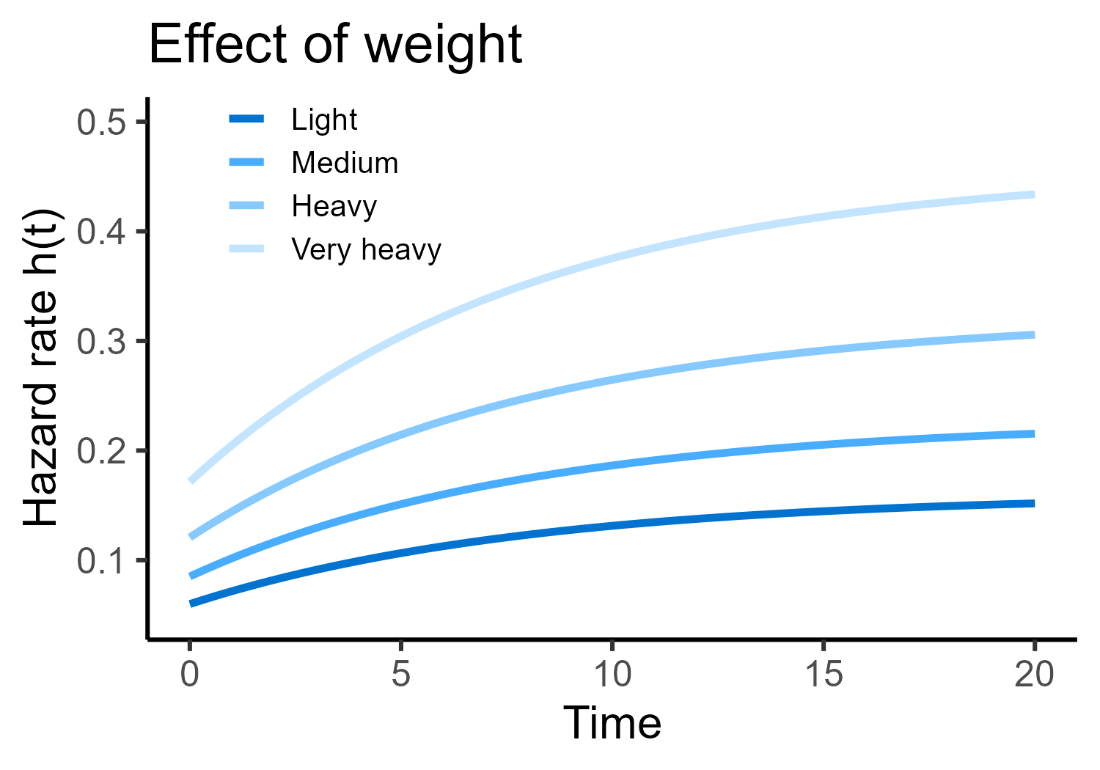 Effect of weight
Light
Medium
Heavy
Very heavy
Hazard rate h(t)
0.5
0.4
0.3
0.2
0.1
0 5 10 15 20
Time